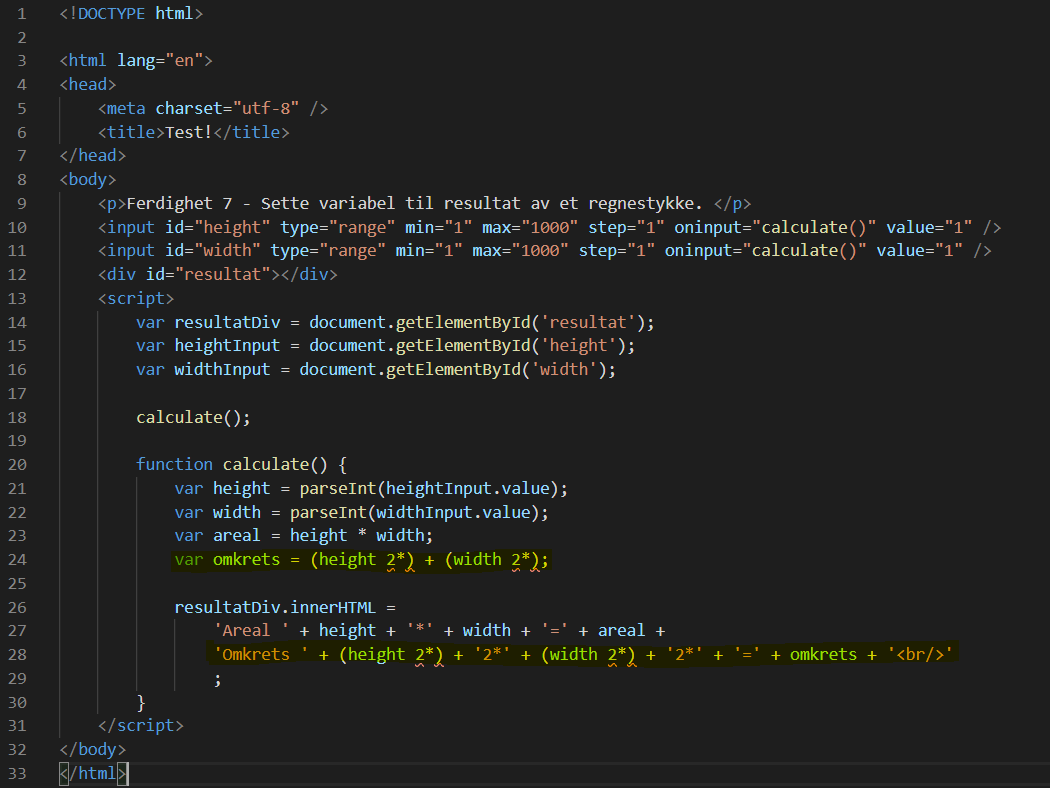 1 <!DOCTYPE html>
2
3 <html lang="en">
4 <head>
5     <meta charset="utf-8" />
6     <title>Test!</title>
7 </head>
8 <body>
9     <p>Ferdighet 7 - Sette variabel til resultat av et regnestykke. </p>
10     <input id="height" type="range" min="1" max="1000" step="1" oninput="calculate()" value="1" />
11     <input id="width" type="range" min="1" max="1000" step="1" oninput="calculate()" value="1" />
12     <div id="resultat"></div>
13     <script>
14         var resultatDiv = document.getElementById('resultat');
15         var heightInput = document.getElementById('height');
16         var widthInput = document.getElementById('width');
17
18         calculate();
19
20         function calculate() {
21             var height = parseInt(heightInput.value);
22             var width = parseInt(widthInput.value);
23             var areal = height * width;
24             var omkrets = (height 2*) + (width 2*);
25
26             resultatDiv.innerHTML =
27                 'Areal ' + height + '*' + width + '=' + areal +
28                 'Omkrets ' + (height 2*) + '2*' + (width 2*) + '2*' + '=' + omkrets + '<br/>'
29                 ;
30         }
31     </script>
32 </body>
33 </html>